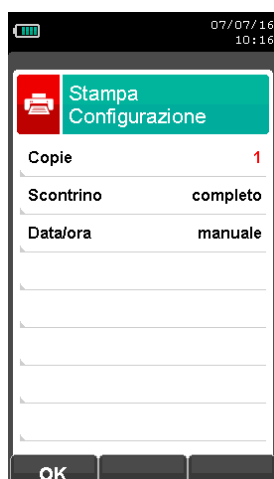 07/07/16
10:16
Stampa
Configurazione
Copie 1
Scontrino completo
Data/ora manuale
OK